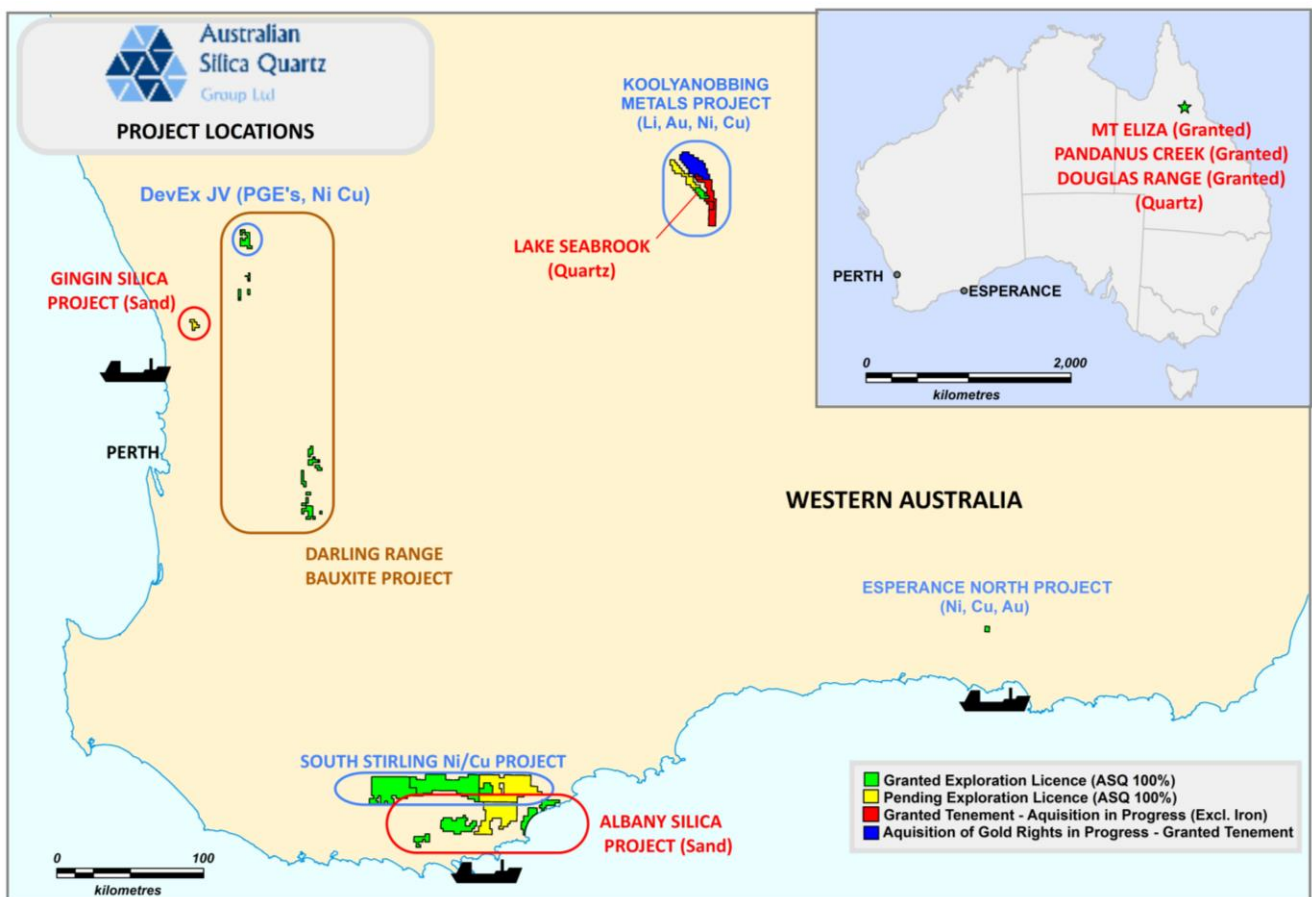 Australian
Silica Quartz
Group Ltd
PROJECT LOCATIONS
KOOLYANOBBING
METALS PROJECT
(Li, Au, Ni, Cu)
DevEx JV (PGE's, Ni Cu)
LAKE SEABROOK
(Quartz)
GINGIN SILICA
PROJECT (Sand)
PERTH
DARLING RANGE
BAUXITE PROJECT
WESTERN AUSTRALIA
ESPERANCE NORTH PROJECT
(Ni, Cu, Au)
SOUTH STIRLING Ni/Cu PROJECT
ALBANY SILICA
PROJECT (Sand)
0 100
kilometres
MT ELIZA (Granted)
PANDANUS CREEK (Granted)
DOUGLAS RANGE (Granted)
(Quartz)
PERTH
ESPERANCE
0 2,000
kilometres
Granted Exploration Licence (ASQ 100%)
Pending Exploration Licence (ASQ 100%)
Granted Tenement - Aquisition in Progress (Excl. Iron)
Aquisition of Gold Rights in Progress - Granted Tenement